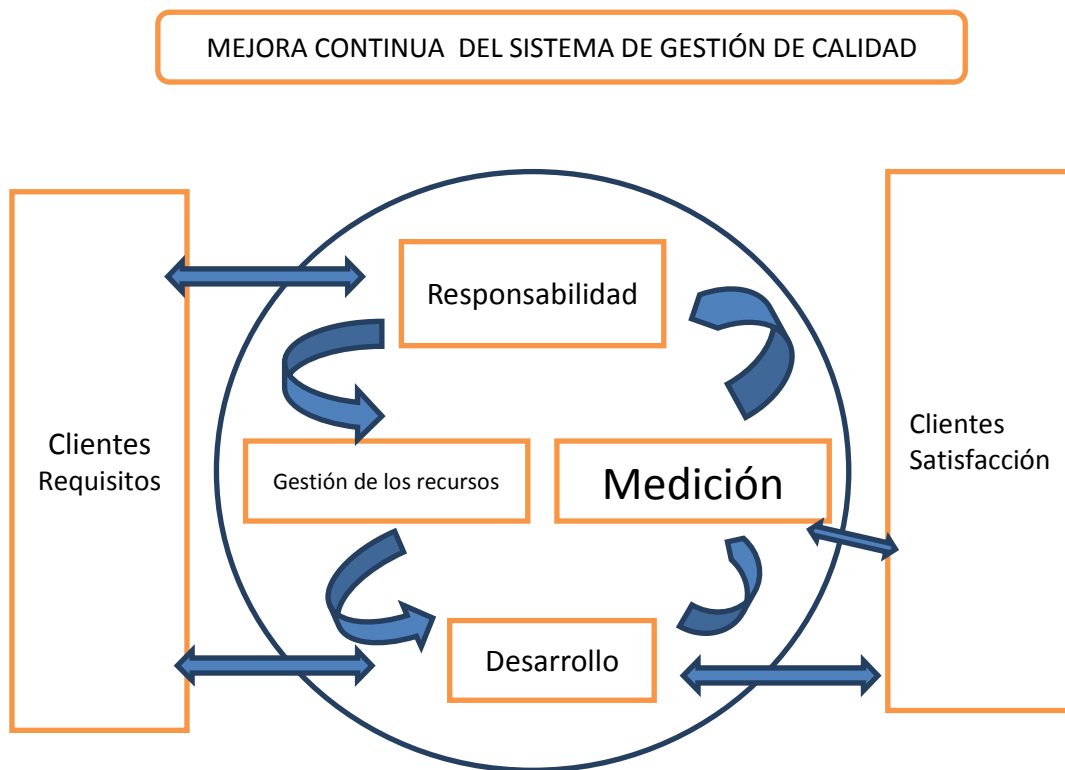 MEJORA CONTINUA DEL SISTEMA DE GESTIÓN DE CALIDAD
Responsabilidad
Clientes
Requisitos
Gestión de los recursos
Medición
Clientes
Satisfacción
Desarrollo